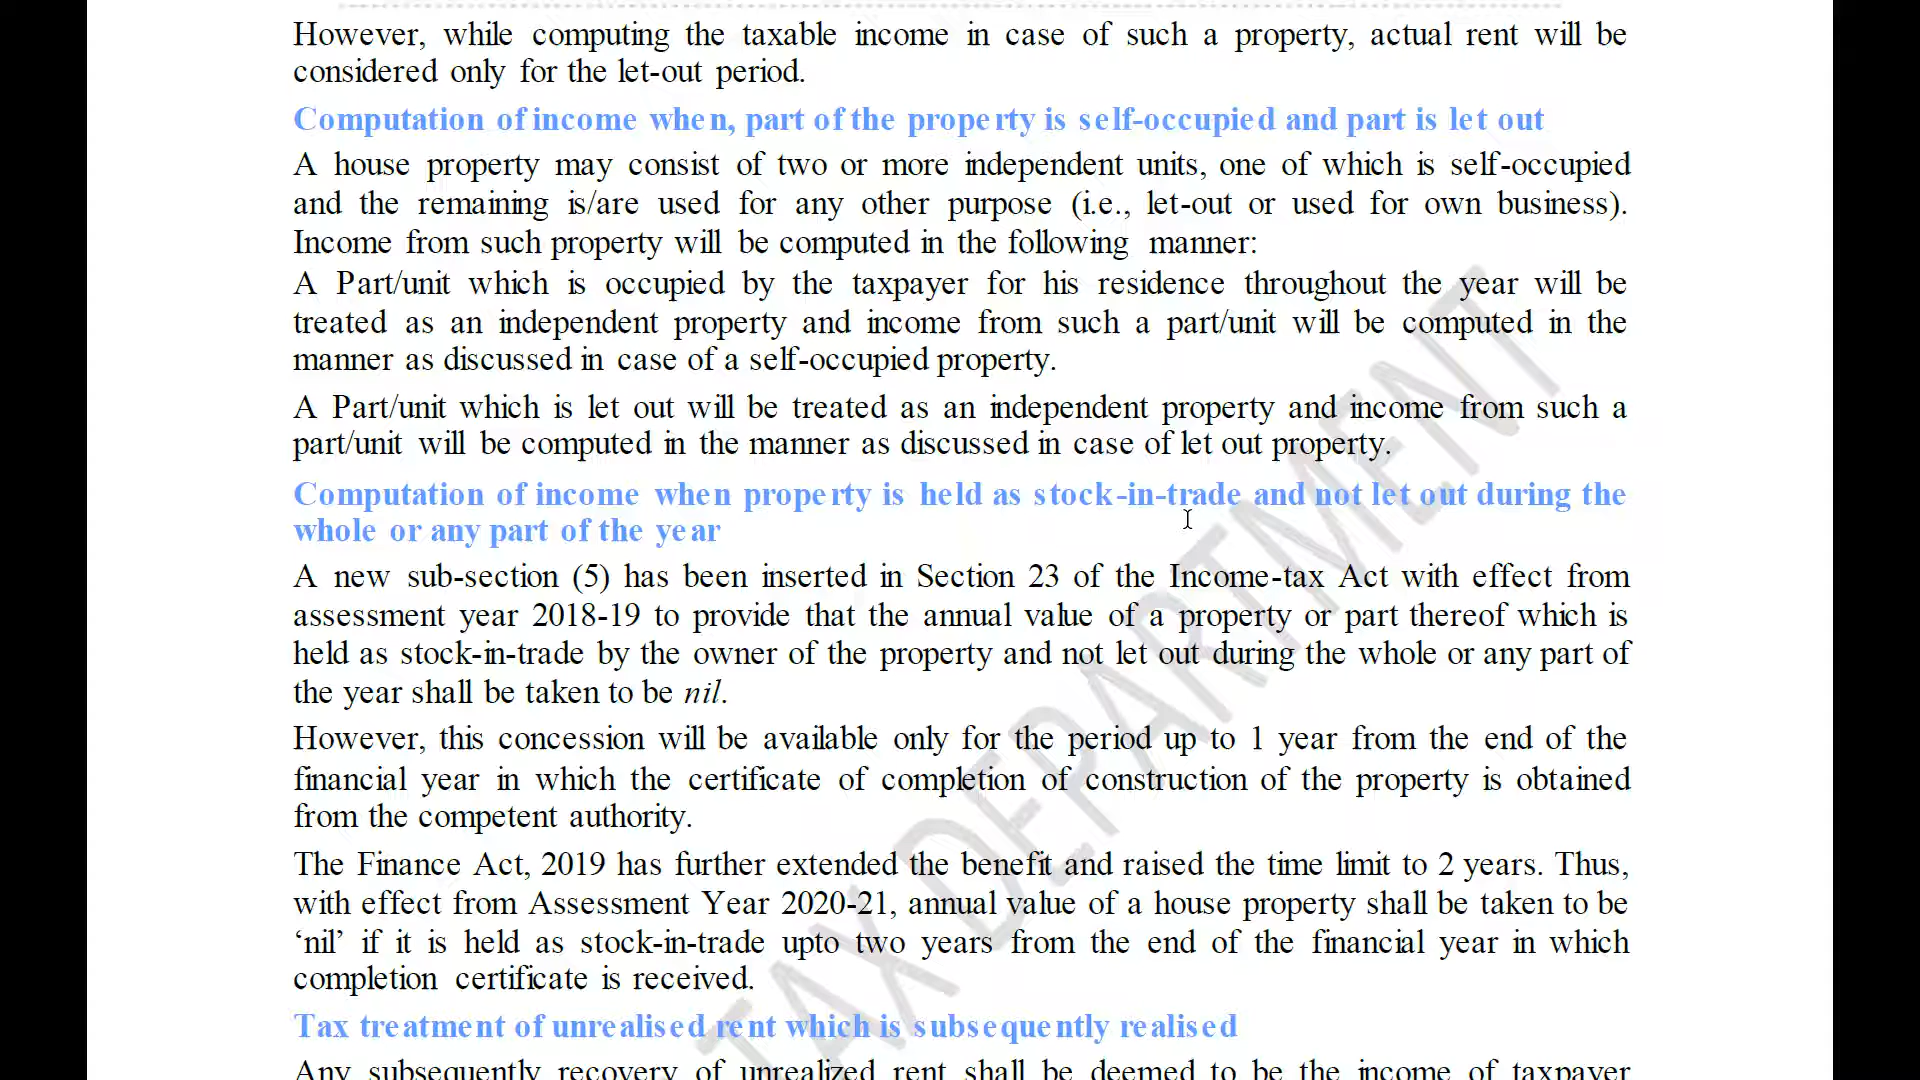 However, while computing the taxable income in case of such a property, actual rent will be
considered only for the let-out period.
Computation of income when, part of the property is self-occupied and part is let out
A house property may consist of two or more independent units, one of which is self-occupied
and the remaining is/are used for any other purpose (i.e., let-out or used for own business).
Income from such property will be computed in the following manner:
A Part/unit which is occupied by the taxpayer for his residence throughout the year will be
treated as an independent property and income from such a part/unit will be computed in the
manner as discussed in case of a self-occupied property.
A Part/unit which is let out will be treated as an independent property and income from such a
part/unit will be computed in the manner as discussed in case of let out property.
Computation of income when property is held as stock-in-trade and not let out during the
whole or any part of the year
A new sub-section (5) has been inserted in Section 23 of the Income-tax Act with effect from
assessment year 2018-19 to provide that the annual value of a property or part thereof which is
held as stock-in-trade by the owner of the property and not let out during the whole or any part of
the year shall be taken to be nil.
However, this concession will be available only for the period up to 1 year from the end of the
financial year in which the certificate of completion of construction of the property is obtained
from the competent authority.
The Finance Act, 2019 has further extended the benefit and raised the time limit to 2 years. Thus,
with effect from Assessment Year 2020-21, annual value of a house property shall be taken to be
‘nil’ if it is held as stock-in-trade upto two years from the end of the financial year in which
completion certificate is received.
Tax treatment of unrealised rent which is subsequently realised
Any subsequently recovery of unrealized rent shall be deemed to be the income of taxpayer
TAX DEPARTMENT